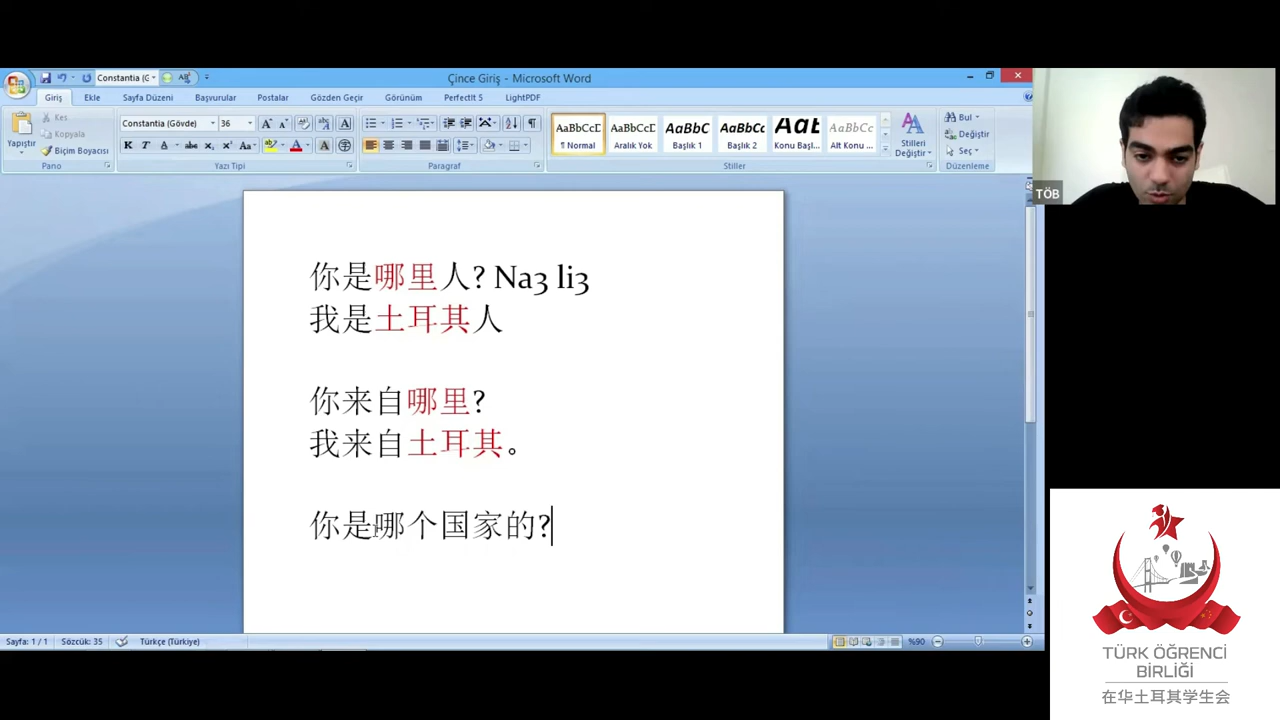 Constantia (G
Çince Giriş - Microsoft Word
Giriş Ekle Sayfa Düzeni Başvurular Postalar Gözden Geçir Görünüm PerfectIt 5 LightPDF
Yapıştır
Kes
Kopyala
Biçim Boyacısı
Pano
Constantia (Gövde) 36
Yazı Tipi
Paragraf
AaBbCcD AaBbCcD AaBbC AaBbCc Aat AaBbCc
¶ Normal Aralık Yok Başlık 1 Başlık 2 Konu Başl... Alt Konu ...
Stiller
Stilleri Değiştir
Bul
Değiştir
Seç
Düzenleme
TÖB
你是哪里人? Na3 li3
我是土耳其人
你来自哪里?
我来自土耳其。
你是哪个国家的?
Sayfa: 1 / 1 Sözcük: 35 Türkçe (Türkiye) %90
TÜRK ÖĞRENCİ
BİRLİĞİ
在华土耳其学生会